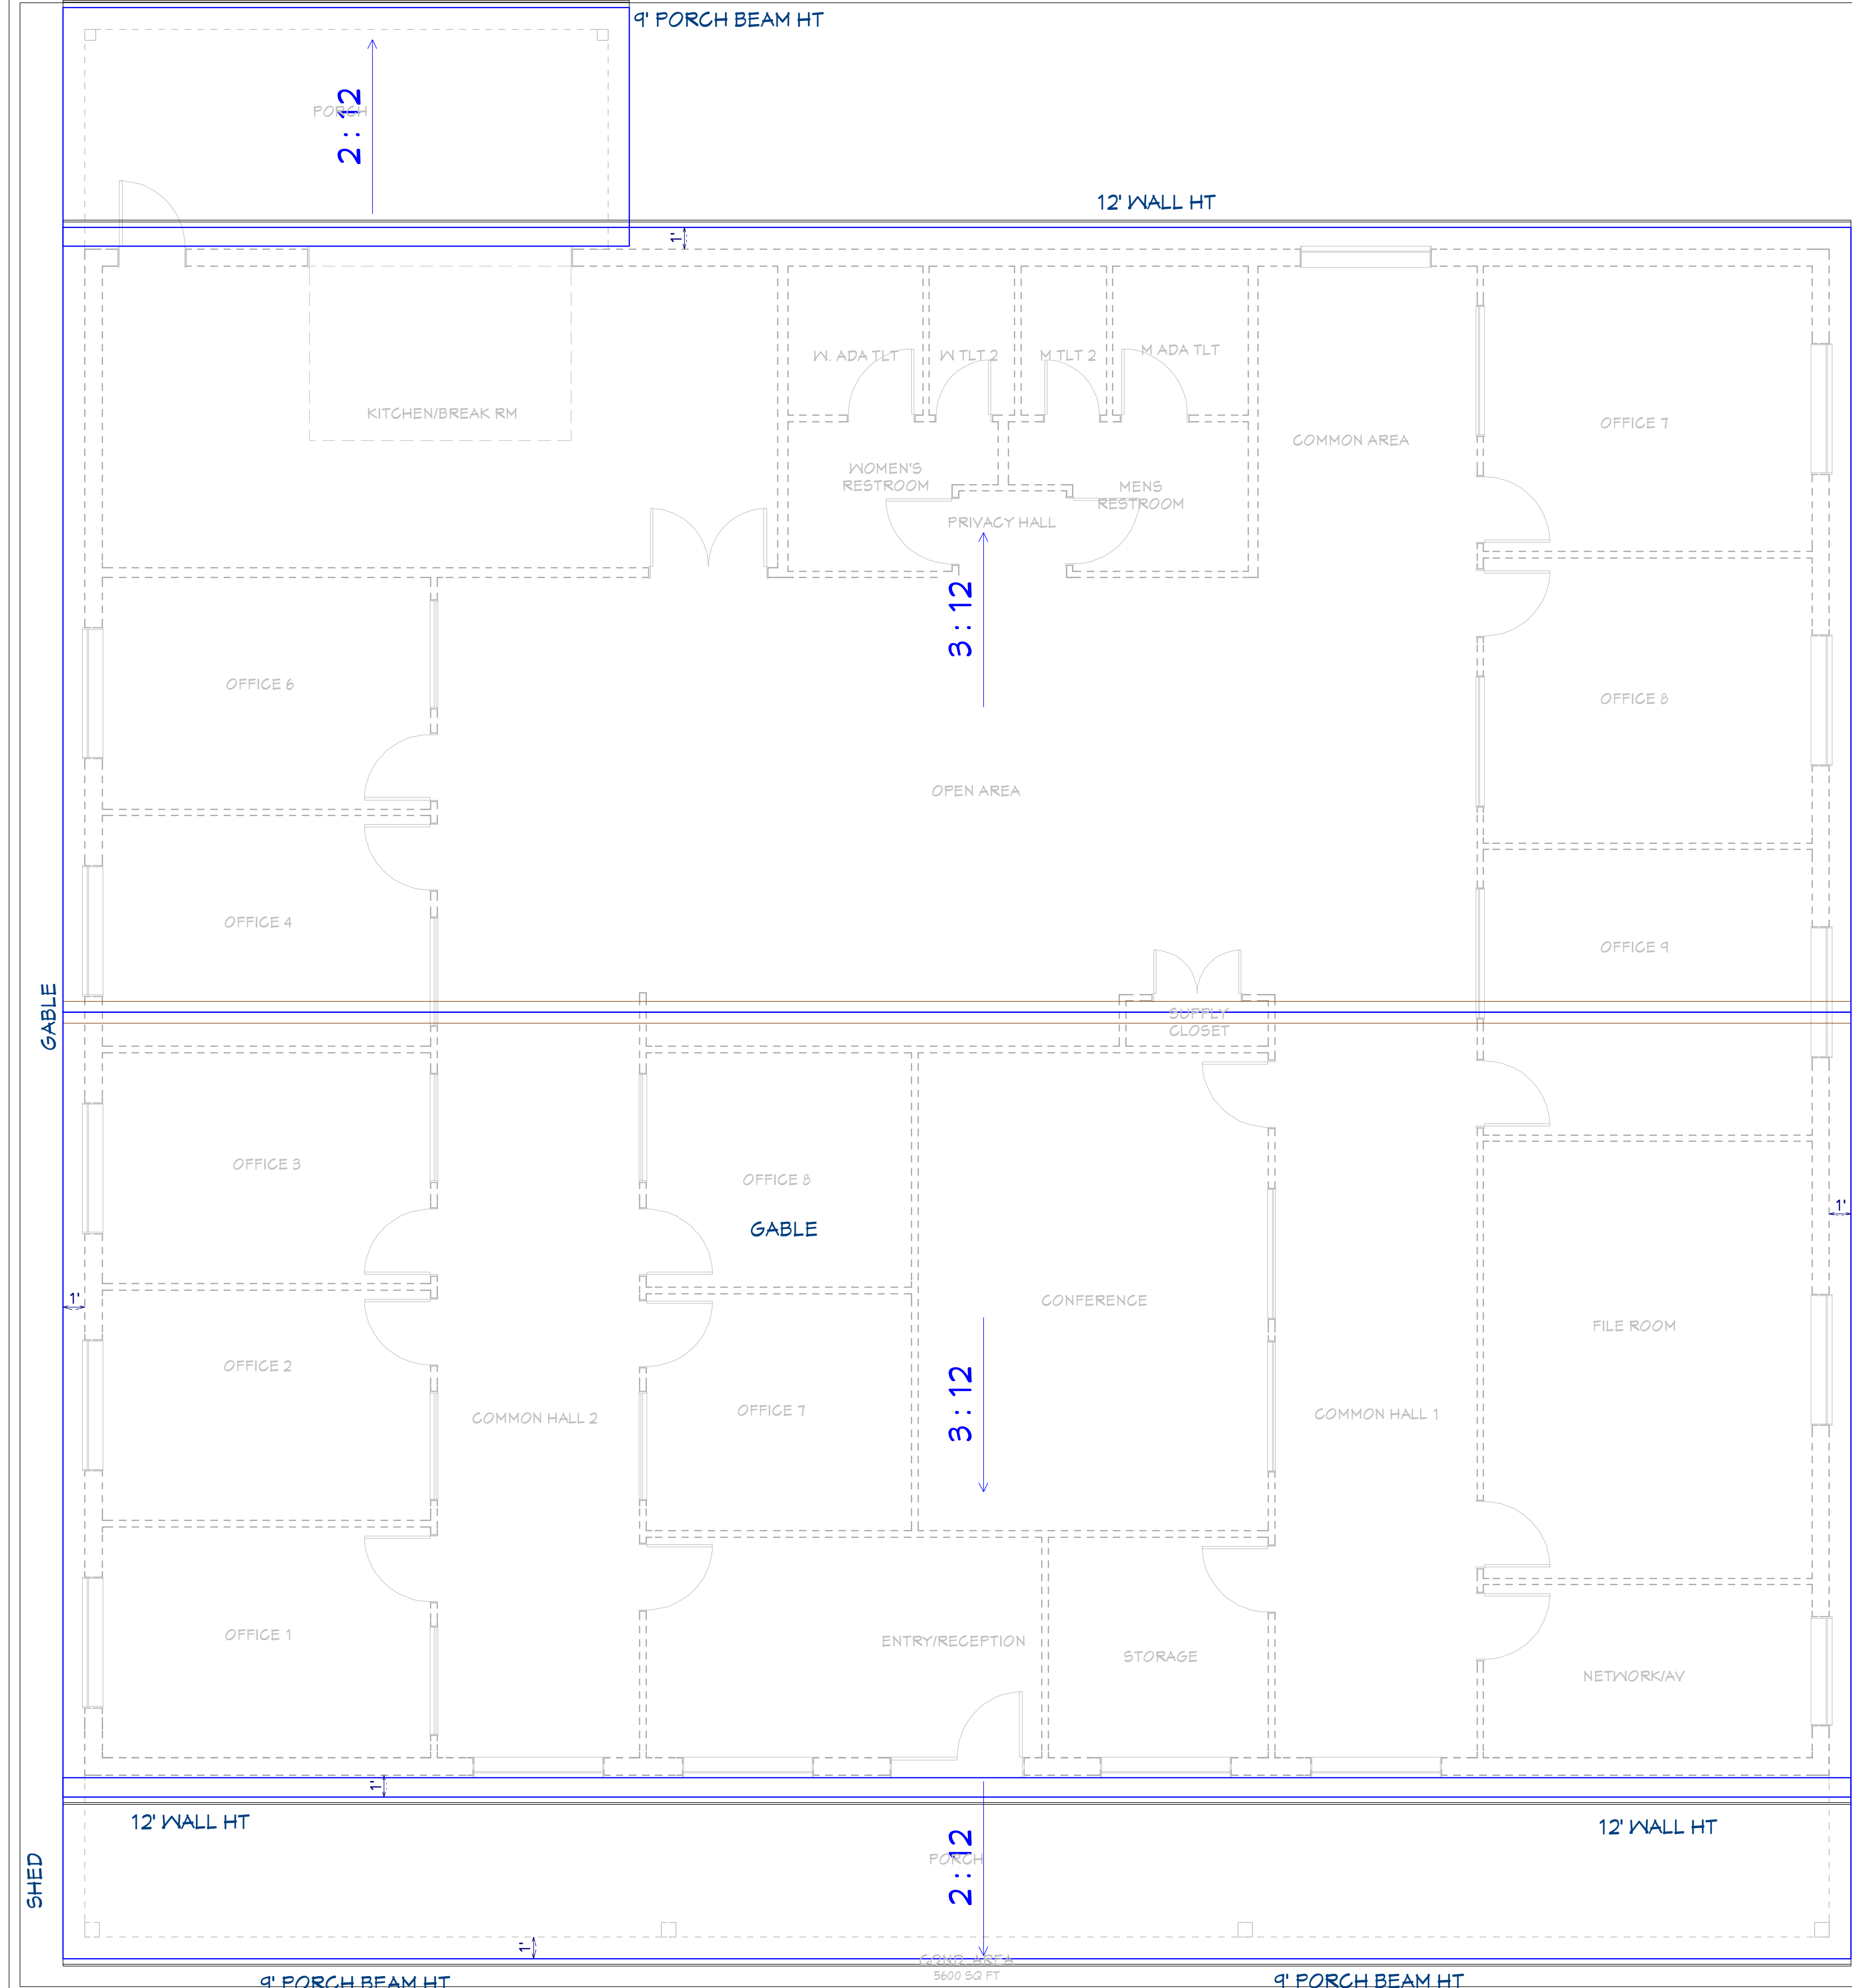 9' PORCH BEAM HT
2 : 12
PORCH
12' WALL HT
1'
W. ADA TLT
W TLT 2
M TLT 2
M ADA TLT
KITCHEN/BREAK RM
COMMON AREA
OFFICE 7
WOMEN'S
RESTROOM
MENS
RESTROOM
PRIVACY HALL
3 : 12
OFFICE 6
OFFICE 8
OPEN AREA
OFFICE 4
OFFICE 9
GABLE
SUPPLY
CLOSET
OFFICE 3
OFFICE 8
GABLE
1'
1'
CONFERENCE
FILE ROOM
OFFICE 2
3 : 12
OFFICE 7
COMMON HALL 2
COMMON HALL 1
OFFICE 1
ENTRY/RECEPTION
STORAGE
NETWORK/AV
1'
12' WALL HT
12' WALL HT
SHED
PORCH
2 : 12
1'
COND. AREA
5600 SQ FT
9' PORCH BEAM HT
9' PORCH BEAM HT